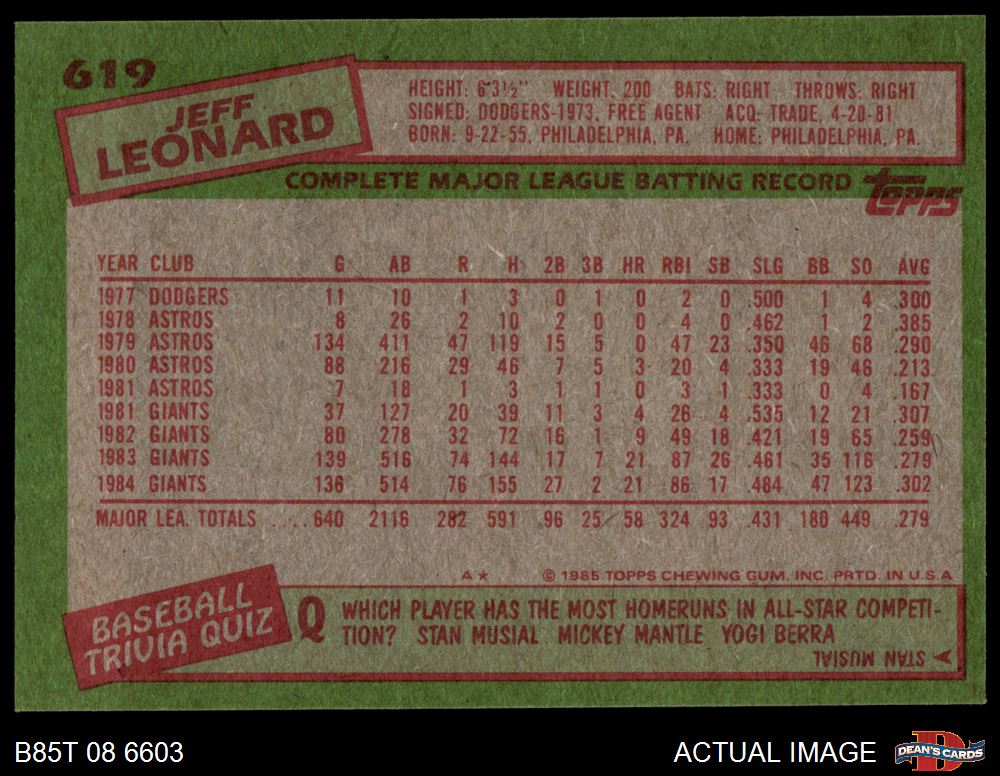 619
JEFF
LEONARD
HEIGHT: 6'3½" WEIGHT. 200 BATS: RIGHT THROWS: RIGHT
SIGNED: DODGERS-1973, FREE AGENT ACQ: TRADE, 4-20-81
BORN: 9-22-55, PHILADELPHIA, PA. HOME: PHILADELPHIA, PA.
COMPLETE MAJOR LEAGUE BATTING RECORD topps
YEAR CLUB G AB R H 2B 3B HR RBI SB SLG BB SO AVG
1977 DODGERS 11 10 1 3 0 1 0 2 0 .500 1 4 .300
1978 ASTROS 8 26 2 10 2 0 0 4 0 .462 1 2 .385
1979 ASTROS 134 411 47 119 15 5 0 47 23 .350 46 68 .290
1980 ASTROS 88 216 29 46 7 5 3 20 4 .333 19 46 .213
1981 ASTROS 7 18 1 3 1 1 0 3 1 .333 0 4 .167
1981 GIANTS 37 127 20 39 11 3 4 26 4 .535 12 21 .307
1982 GIANTS 80 278 32 72 16 1 9 49 18 .421 19 65 .259
1983 GIANTS 139 516 74 144 17 7 21 87 26 .461 35 116 .279
1984 GIANTS 136 514 76 155 27 2 21 86 17 .484 47 123 .302
MAJOR LEA. TOTALS ..... 640 2116 282 591 96 25 58 324 93 .431 180 449 .279
A★ © 1985 TOPPS CHEWING GUM, INC. PRTD. IN U.S.A.
BASEBALL
TRIVIA QUIZ
Q WHICH PLAYER HAS THE MOST HOMERUNS IN ALL-STAR COMPETI-
TION? STAN MUSIAL MICKEY MANTLE YOGI BERRA
A STAN MUSIAL
B85T 08 6603
ACTUAL IMAGE
DEAN'S CARDS